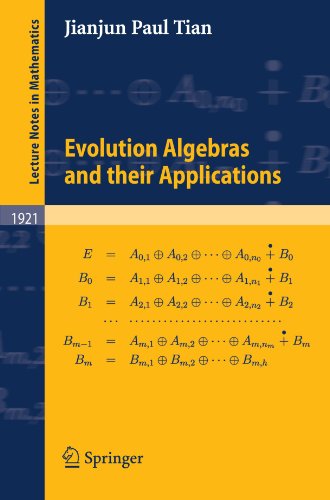 Jianjun Paul Tian
Lecture Notes in Mathematics
1921
Evolution Algebras
and their Applications
E = A₀,₁ ⊕ A₀,₂ ⊕ ⋯ ⊕ A₀,ₙ₀ ∔ B₀
B₀ = A₁,₁ ⊕ A₁,₂ ⊕ ⋯ ⊕ A₁,ₙ₁ ∔ B₁
B₁ = A₂,₁ ⊕ A₂,₂ ⊕ ⋯ ⊕ A₂,ₙ₂ ∔ B₂
... ..............................
Bₘ₋₁ = Aₘ,₁ ⊕ Aₘ,₂ ⊕ ⋯ ⊕ Aₘ,ₙₘ ∔ Bₘ
Bₘ = Bₘ,₁ ⊕ Bₘ,₂ ⊕ ⋯ ⊕ Bₘ,ₕ
Springer